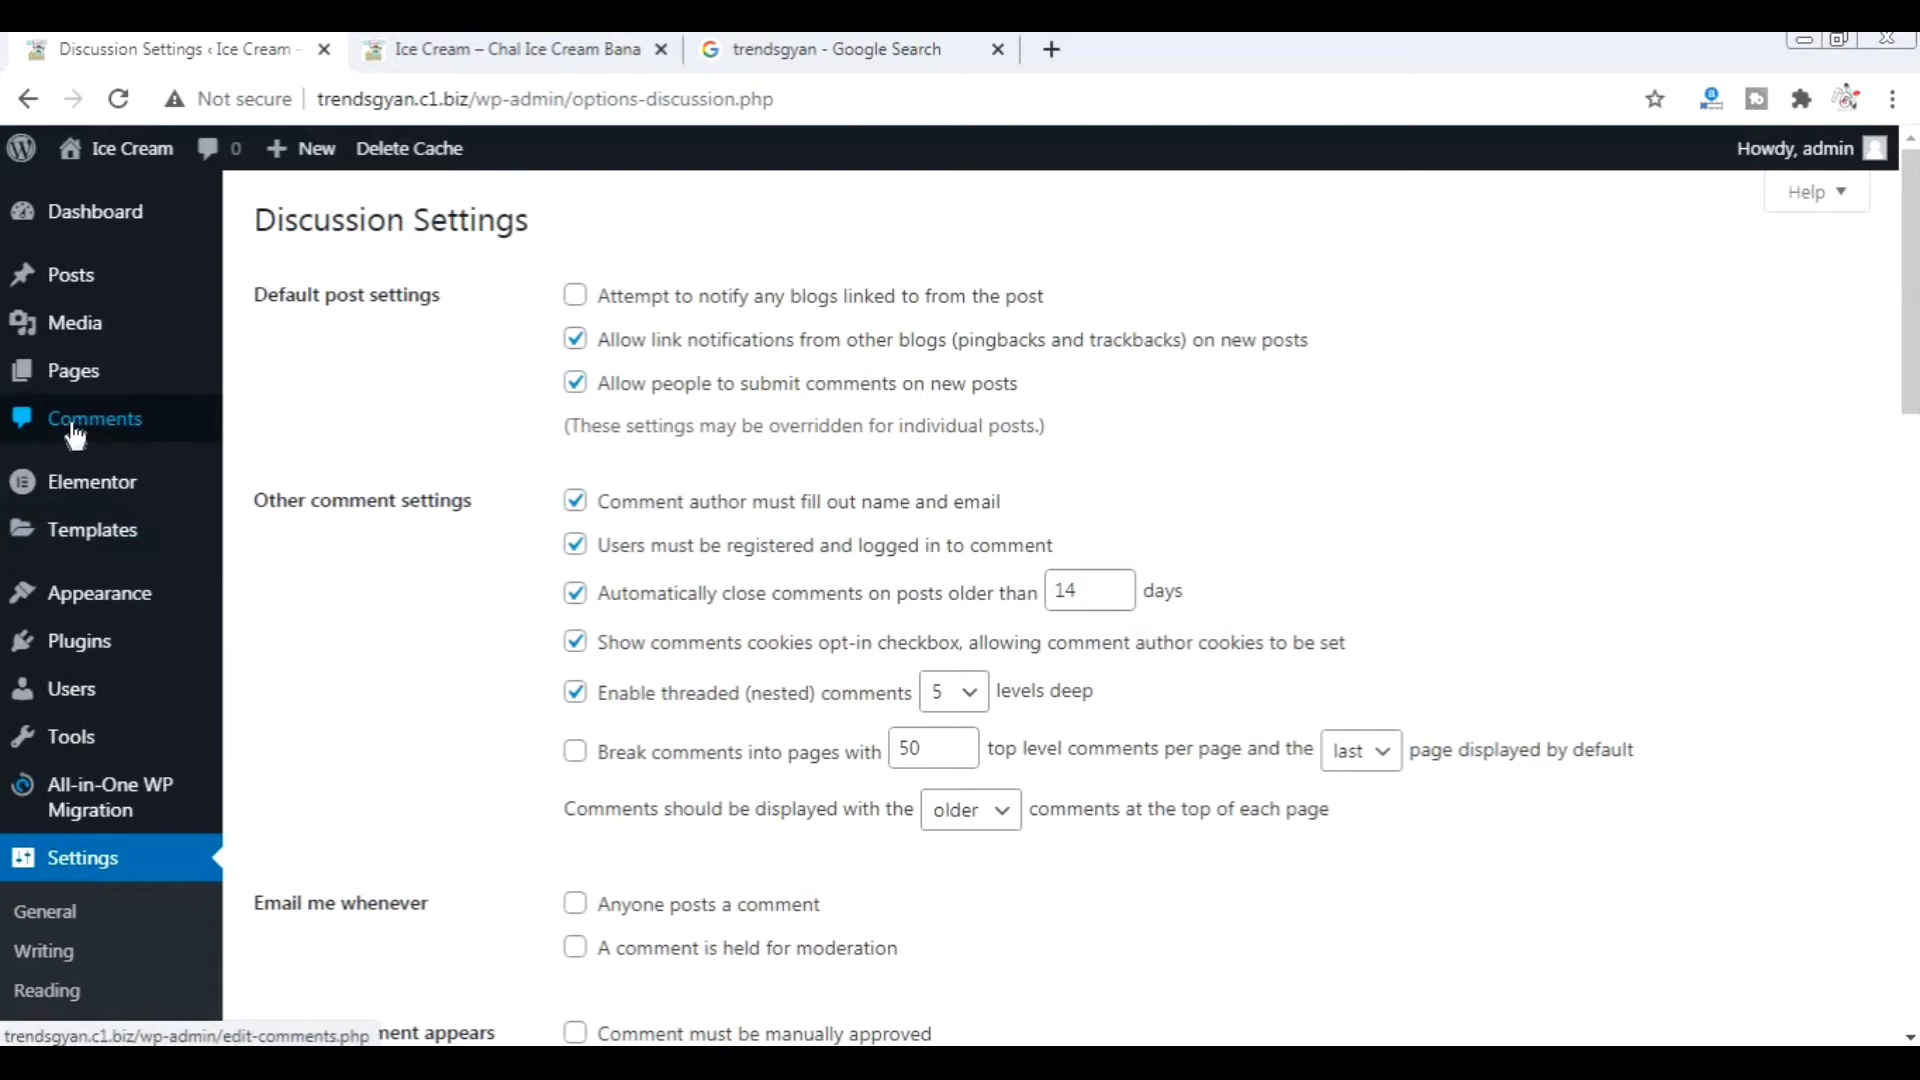 Discussion Settings ‹ Ice Cream -
Ice Cream – Chal Ice Cream Bana
trendsgyan - Google Search
Not secure
trendsgyan.c1.biz/wp-admin/options-discussion.php
Ice Cream
0
New
Delete Cache
Howdy, admin
Help
Dashboard
Posts
Media
Pages
Comments
Elementor
Templates
Appearance
Plugins
Users
Tools
All-in-One WP
Migration
Settings
General
Writing
Reading
trendsgyan.c1.biz/wp-admin/edit-comments.php
Discussion Settings
Default post settings
Attempt to notify any blogs linked to from the post
Allow link notifications from other blogs (pingbacks and trackbacks) on new posts
Allow people to submit comments on new posts
(These settings may be overridden for individual posts.)
Other comment settings
Comment author must fill out name and email
Users must be registered and logged in to comment
Automatically close comments on posts older than 14 days
Show comments cookies opt-in checkbox, allowing comment author cookies to be set
Enable threaded (nested) comments 5 levels deep
Break comments into pages with 50 top level comments per page and the last page displayed by default
Comments should be displayed with the older comments at the top of each page
Email me whenever
Anyone posts a comment
A comment is held for moderation
ment appears
Comment must be manually approved